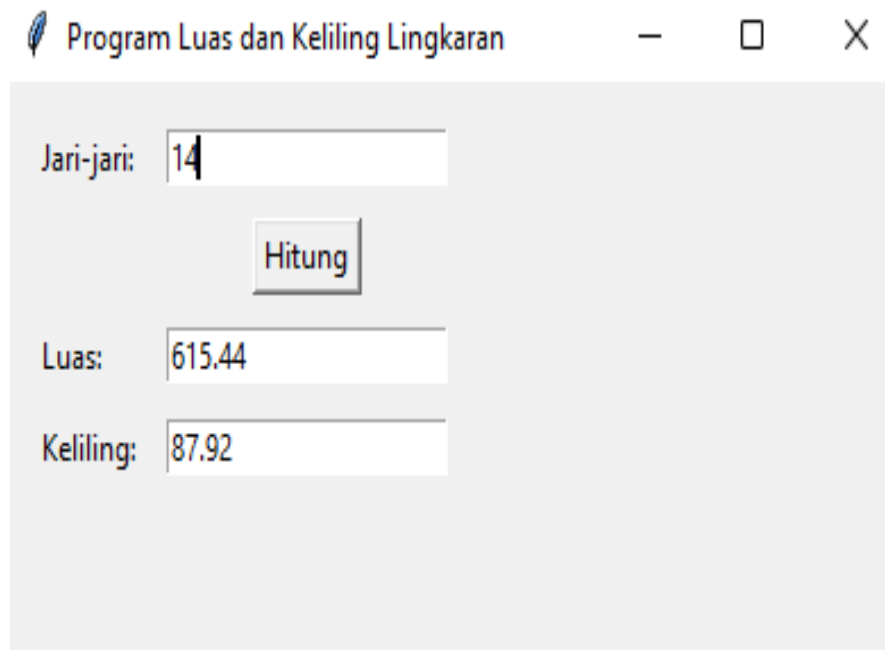 Program Luas dan Keliling Lingkaran
Jari-jari: 14
Hitung
Luas: 615.44
Keliling: 87.92